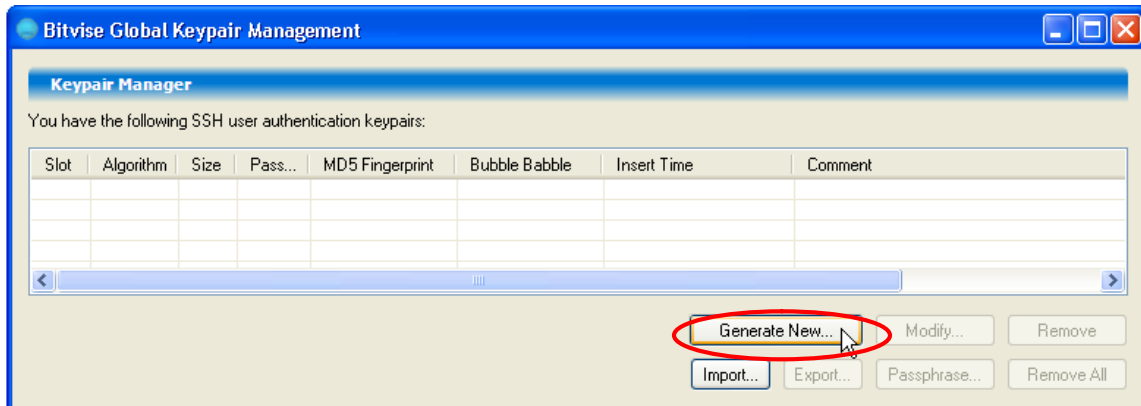 Bitvise Global Keypair Management
Keypair Manager
You have the following SSH user authentication keypairs:
Slot Algorithm Size Pass... MD5 Fingerprint Bubble Babble Insert Time Comment
Generate New... Modify... Remove
Import... Export... Passphrase... Remove All